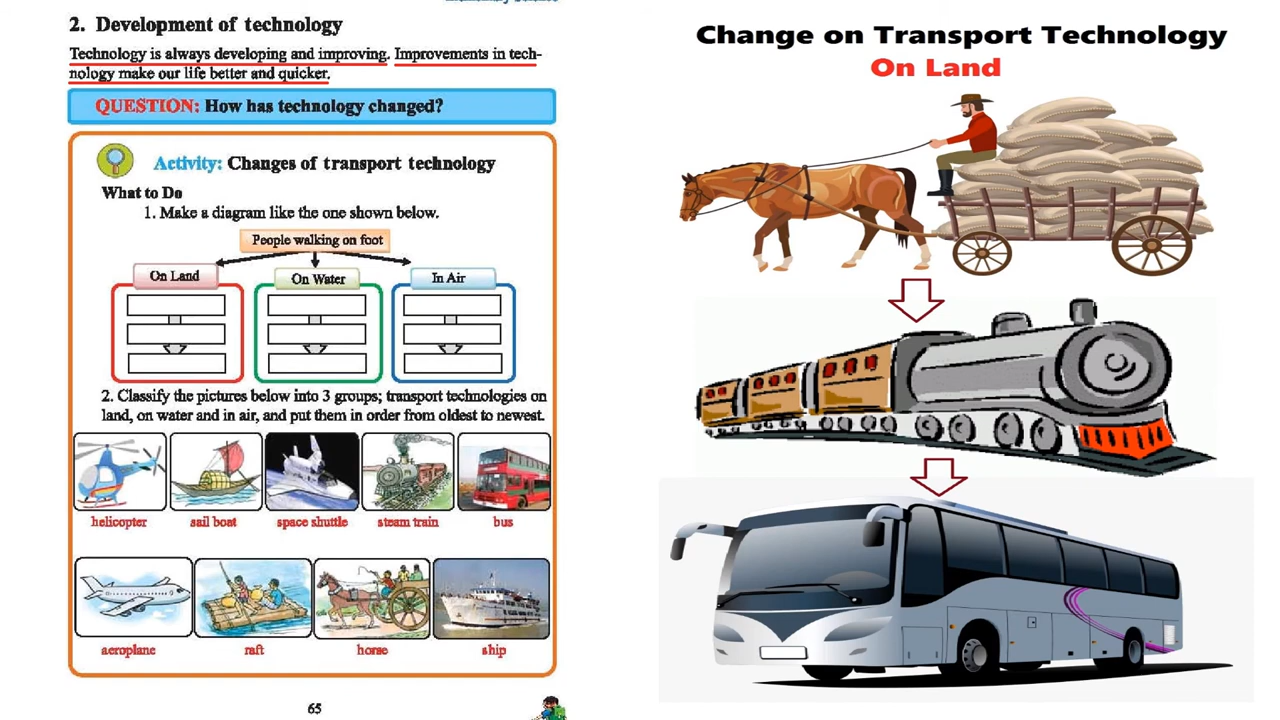 2. Development of technology
Technology is always developing and improving. Improvements in tech-
nology make our life better and quicker.
QUESTION: How has technology changed?
Activity: Changes of transport technology
What to Do
1. Make a diagram like the one shown below.
People walking on foot
On Land
On Water
In Air
2. Classify the pictures below into 3 groups; transport technologies on
land, on water and in air, and put them in order from oldest to newest.
helicopter
sail boat
space shuttle
steam train
bus
aeroplane
raft
horse
ship
65
Change on Transport Technology
On Land